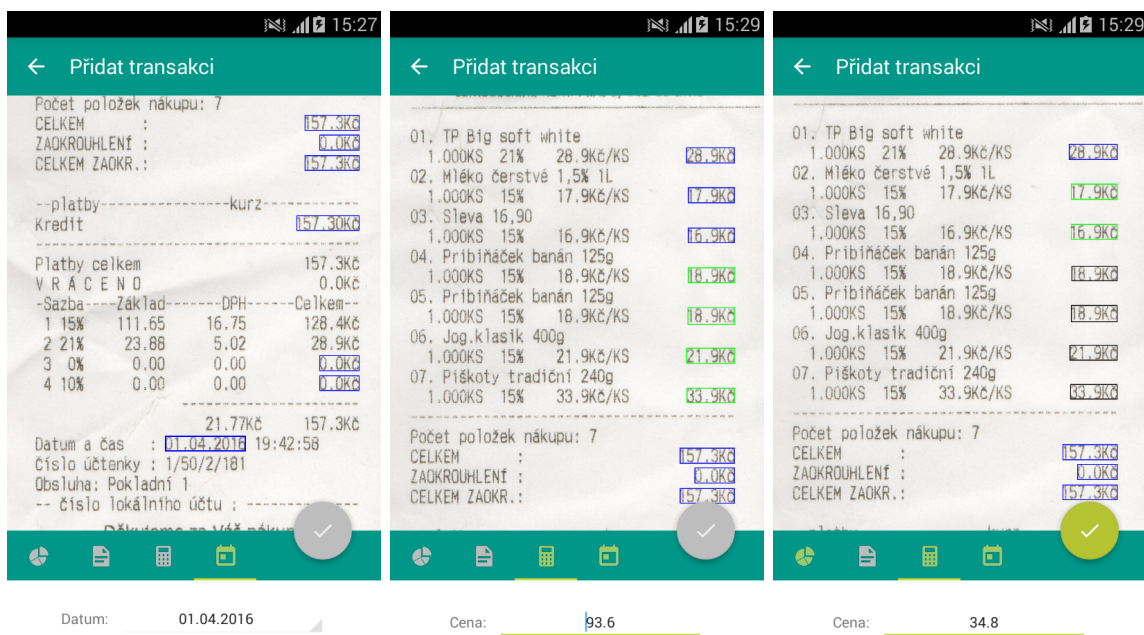 15:27
Přidat transakci
Počet položek nákupu: 7
CELKEM : 157.3Kč
ZAOKROUHLENÍ : 0.0Kč
CELKEM ZAOKR.: 157.3Kč
--platby----------------kurz------------
Kredit 157.30Kč
Platby celkem 157.3Kč
V R Á C E N O 0.0Kč
-Sazba---Základ-------DPH-----Celkem--
1 15% 111.65 16.75 128.4Kč
2 21% 23.88 5.02 28.9Kč
3 0% 0.00 0.00 0.0Kč
4 10% 0.00 0.00 0.0Kč
21.77Kč 157.3Kč
Datum a čas : 01.04.2016 19:42:58
Číslo účtenky : 1/50/2/181
Obsluha: Pokladní 1
-- číslo lokálního účtu : ----------
Děkujeme za Váš nákup
Datum: 01.04.2016
15:29
Přidat transakci
01. TP Big soft white
1.000KS 21% 28.9Kč/KS 28.9Kč
02. Mléko čerstvé 1,5% 1L
1.000KS 15% 17.9Kč/KS 17.9Kč
03. Sleva 16,90
1.000KS 15% 16.9Kč/KS 16.9Kč
04. Pribiňáček banán 125g
1.000KS 15% 18.9Kč/KS 18.9Kč
05. Pribiňáček banán 125g
1.000KS 15% 18.9Kč/KS 18.9Kč
06. Jog.klasik 400g
1.000KS 15% 21.9Kč/KS 21.9Kč
07. Piškoty tradiční 240g
1.000KS 15% 33.9Kč/KS 33.9Kč
Počet položek nákupu: 7
CELKEM : 157.3Kč
ZAOKROUHLENÍ : 0.0Kč
CELKEM ZAOKR.: 157.3Kč
Cena: 93.6
15:29
Přidat transakci
01. TP Big soft white
1.000KS 21% 28.9Kč/KS 28.9Kč
02. Mléko čerstvé 1,5% 1L
1.000KS 15% 17.9Kč/KS 17.9Kč
03. Sleva 16,90
1.000KS 15% 16.9Kč/KS 16.9Kč
04. Pribiňáček banán 125g
1.000KS 15% 18.9Kč/KS 18.9Kč
05. Pribiňáček banán 125g
1.000KS 15% 18.9Kč/KS 18.9Kč
06. Jog.klasik 400g
1.000KS 15% 21.9Kč/KS 21.9Kč
07. Piškoty tradiční 240g
1.000KS 15% 33.9Kč/KS 33.9Kč
Počet položek nákupu: 7
CELKEM : 157.3Kč
ZAOKROUHLENÍ : 0.0Kč
CELKEM ZAOKR.: 157.3Kč
Cena: 34.8